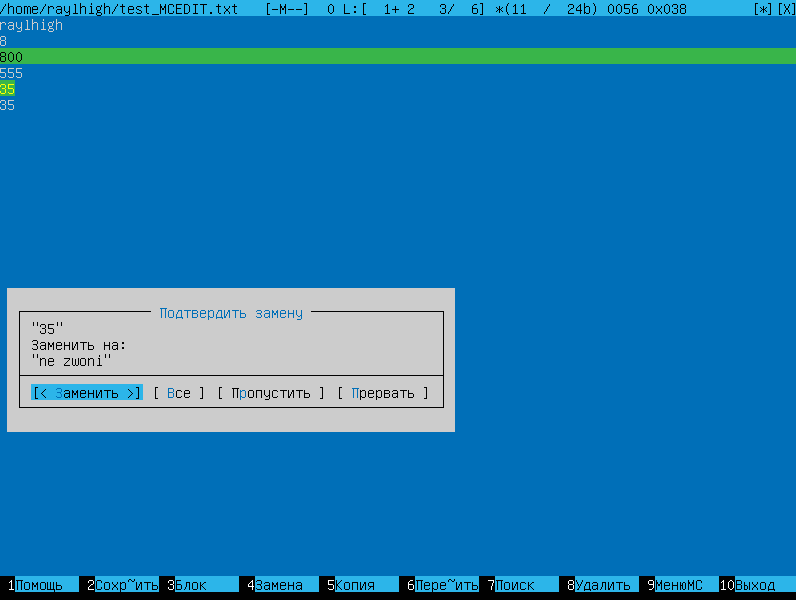 /home/raylhigh/test_MCEDIT.txt   [-M--]  0 L:[  1+ 2   3/  6] *(11  /  24b) 0056 0x038        [*][X]
raylhigh
8
800
555
35
35
Подтвердить замену
"35"
Заменить на:
"ne zwoni"
[< Заменить >] [ Все ] [ Пропустить ] [ Прервать ]
1Помощь  2Сохр~ить 3Блок  4Замена  5Копия  6Пере~ить 7Поиск  8Удалить  9МенюMC  10Выход